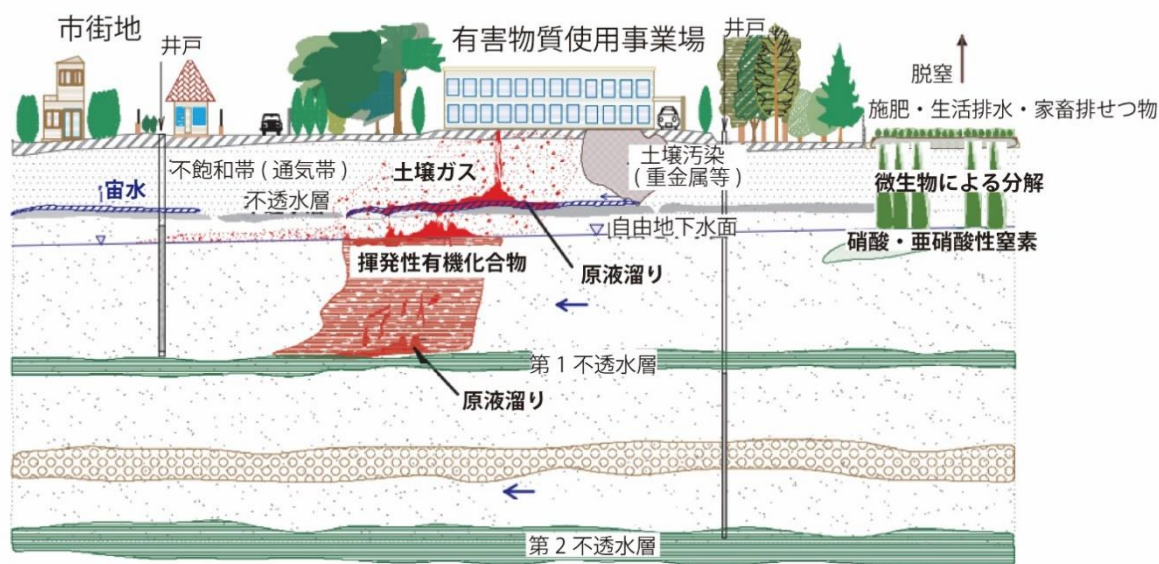 市街地
井戸
有害物質使用事業場
井戸
脱窒
施肥・生活排水・家畜排せつ物
不飽和帯(通気帯)
土壌ガス
土壌汚染
(重金属等)
微生物による分解
宙水
不透水層
自由地下水面
硝酸・亜硝酸性窒素
揮発性有機化合物
原液溜り
第1不透水層
原液溜り
第2不透水層